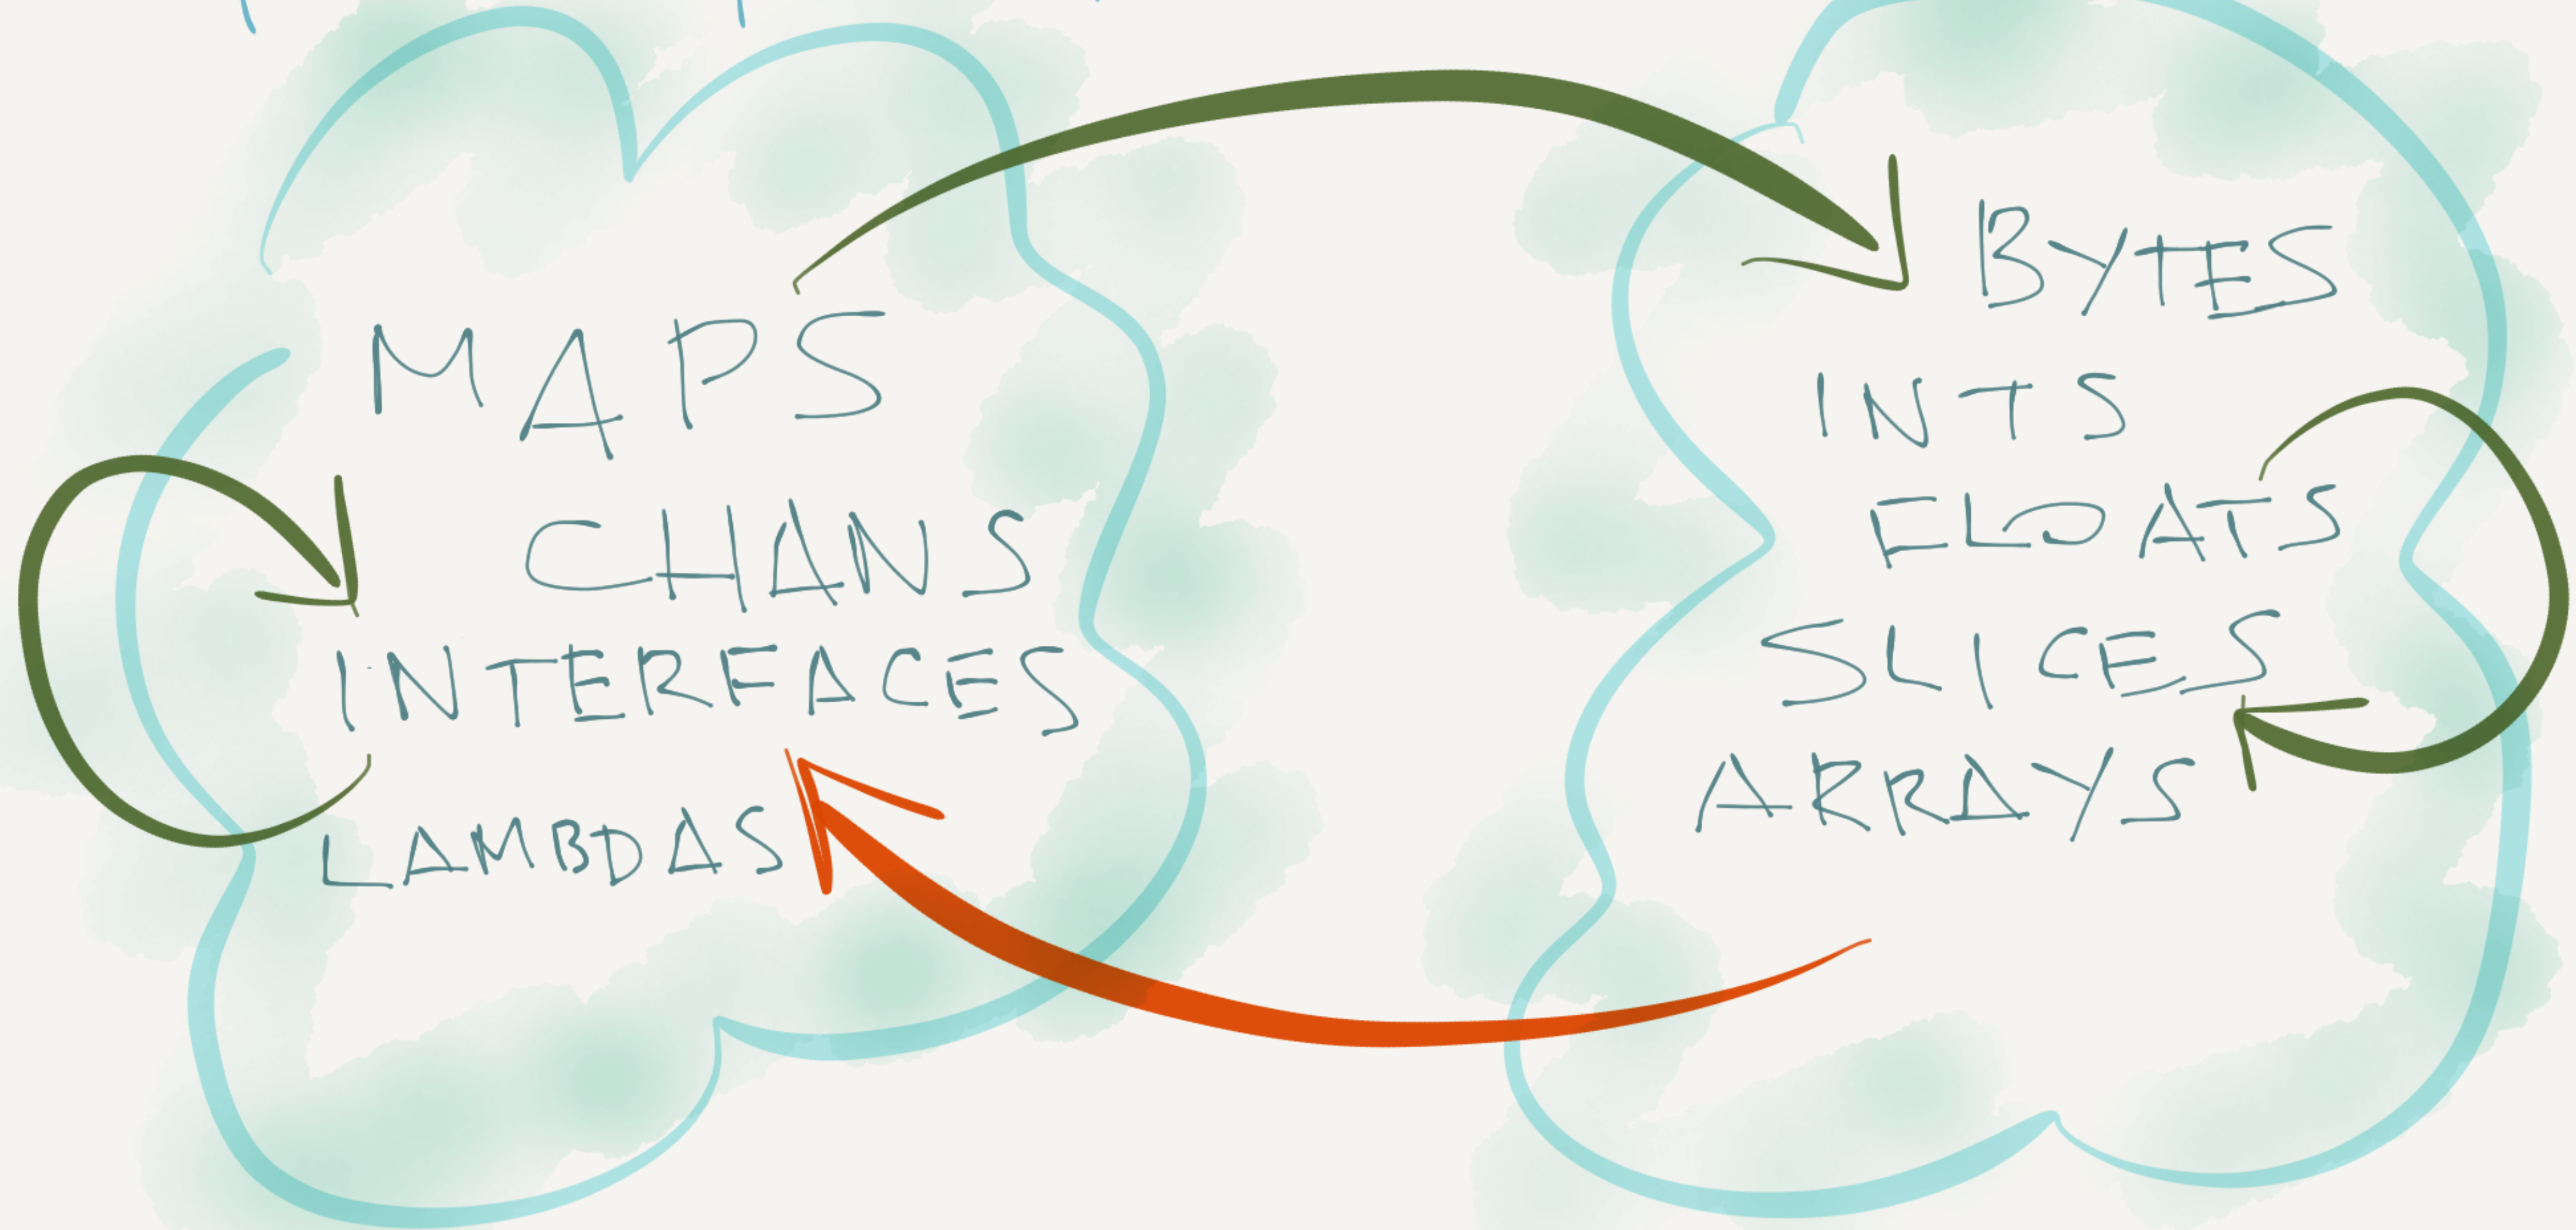 MAPS
CHANS
INTERFACES
LAMBDAS
BYTES
INTS
FLOATS
SLICES
ARRAYS